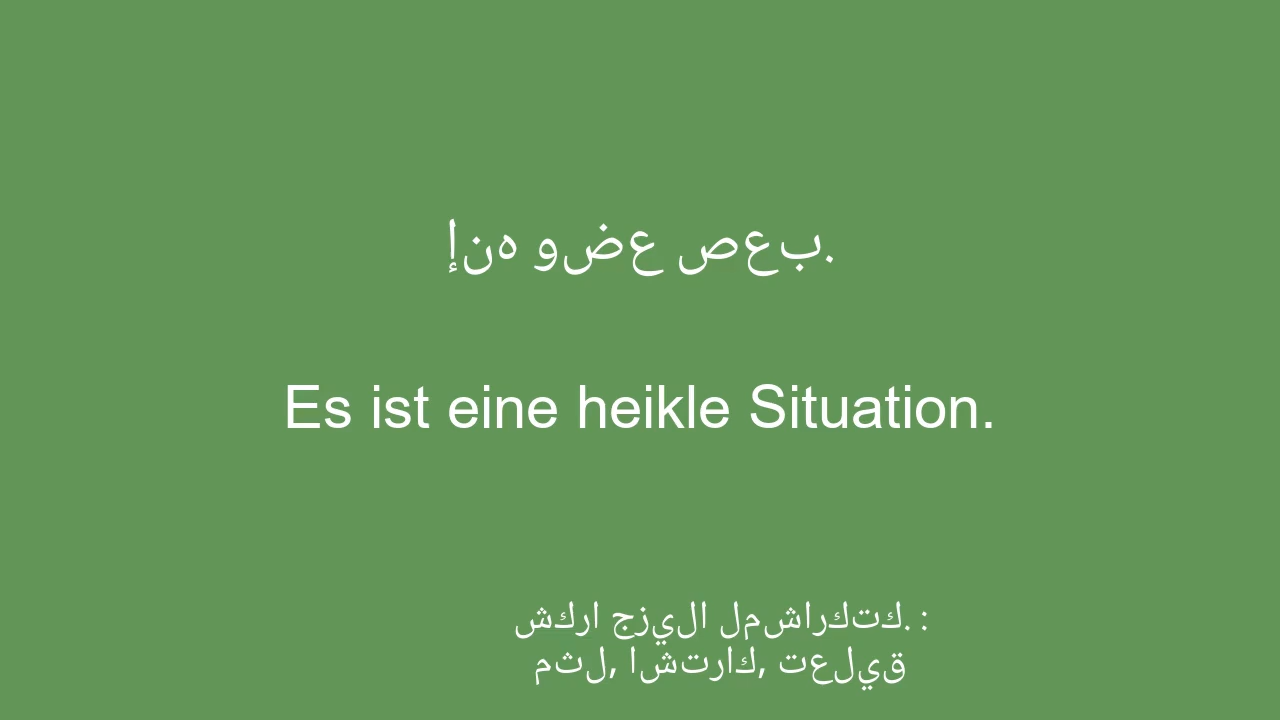 إنه وضع صعب.
Es ist eine heikle Situation.
شكرا جزيلا لمشاركتك. :
مثل, اشتراك, تعليق